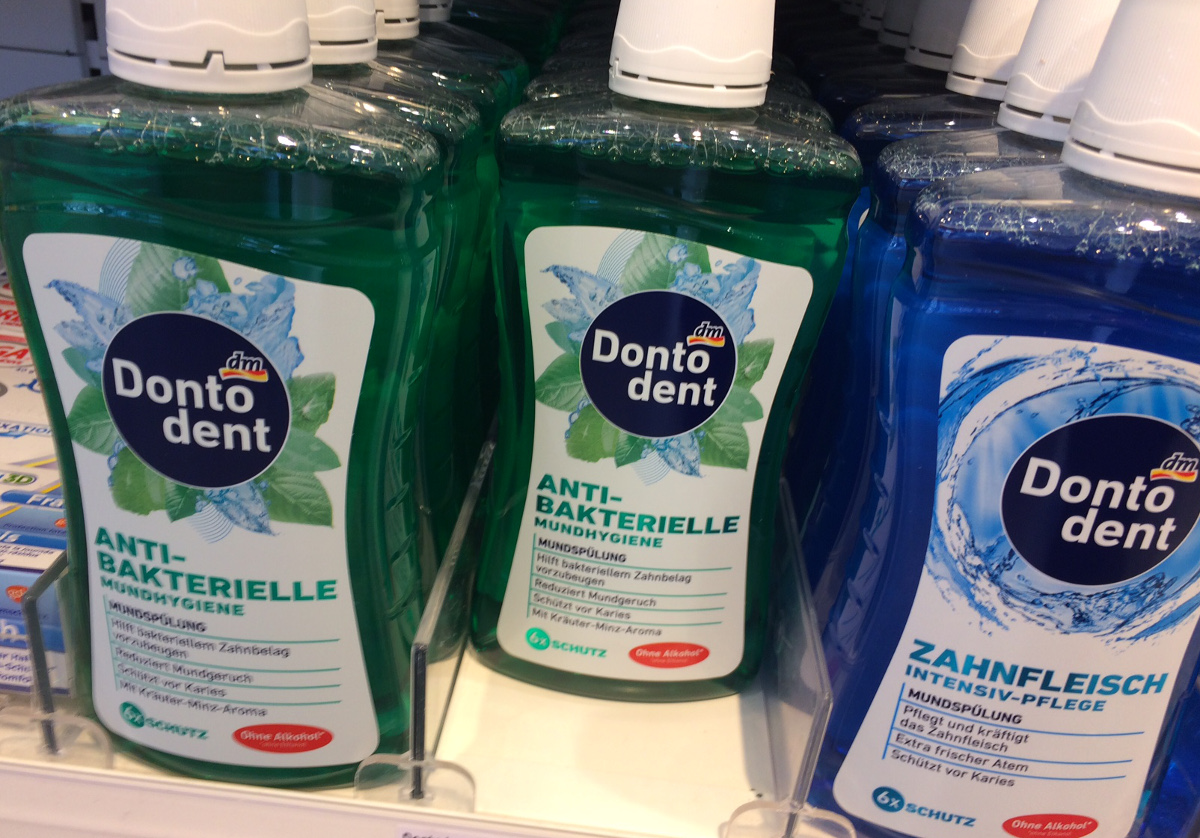 dm
Donto
dent
ANTI-
BAKTERIELLE
MUNDHYGIENE
MUNDSPÜLUNG
Hilft bakteriellem Zahnbelag
vorzubeugen
Reduziert Mundgeruch
Schützt vor Karies
Mit Kräuter-Minz-Aroma
6x SCHUTZ
Ohne Alkohol*
dm
Donto
dent
ANTI-
BAKTERIELLE
MUNDHYGIENE
MUNDSPÜLUNG
Hilft bakteriellem Zahnbelag
vorzubeugen
Reduziert Mundgeruch
Schützt vor Karies
Mit Kräuter-Minz-Aroma
6x SCHUTZ
Ohne Alkohol*
dm
Donto
dent
ZAHNFLEISCH
INTENSIV-PFLEGE
MUNDSPÜLUNG
Pflegt und kräftigt
das Zahnfleisch
Extra frischer Atem
Schützt vor Karies
6x SCHUTZ
Ohne Alkohol*